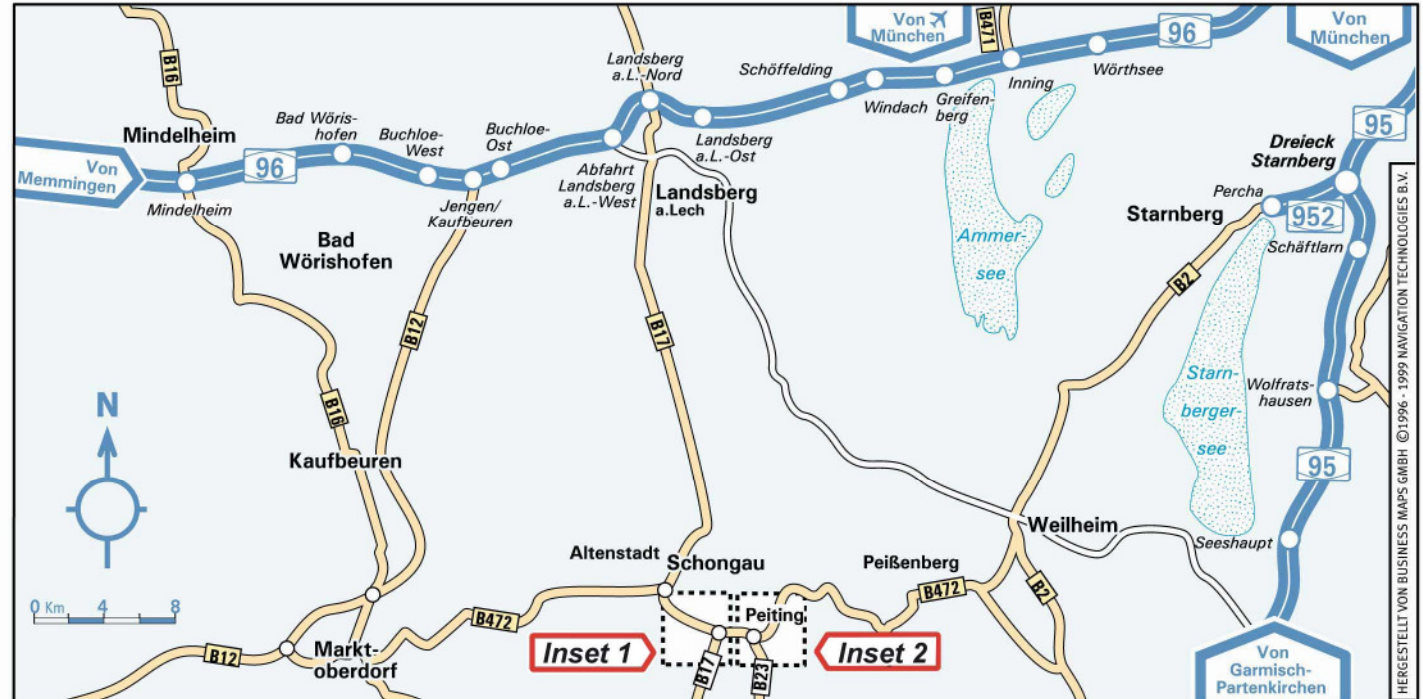 Von
München
B471
96
Von
München
B16
Landsberg
a.L.-Nord
Schöffelding
Inning
Wörthsee
Windach
Greifen-
berg
95
Mindelheim
Bad Wöris-
hofen
Buchloe-
West
Buchloe-
Ost
Landsberg
a.L.-Ost
Dreieck
Starnberg
Von
Memmingen
96
Abfahrt
Landsberg
a.L.-West
Landsberg
a.Lech
Percha
Mindelheim
Jengen/
Kaufbeuren
Starnberg
952
Schäftlarn
Bad
Wörishofen
Ammer-
see
B2
B12
B17
Starn-
berger-
see
Wolfrats-
hausen
N
B16
Kaufbeuren
95
Weilheim
Seeshaupt
Altenstadt
Schongau
Peißenberg
B472
B2
0 Km 4 8
B472
Peiting
Inset 1
Inset 2
B12
Markt-
oberdorf
B17
B23
Von
Garmisch-
Partenkirchen
HERGESTELLT VON BUSINESS MAPS GMBH ©1996 - 1999 NAVIGATION TECHNOLOGIES B.V.